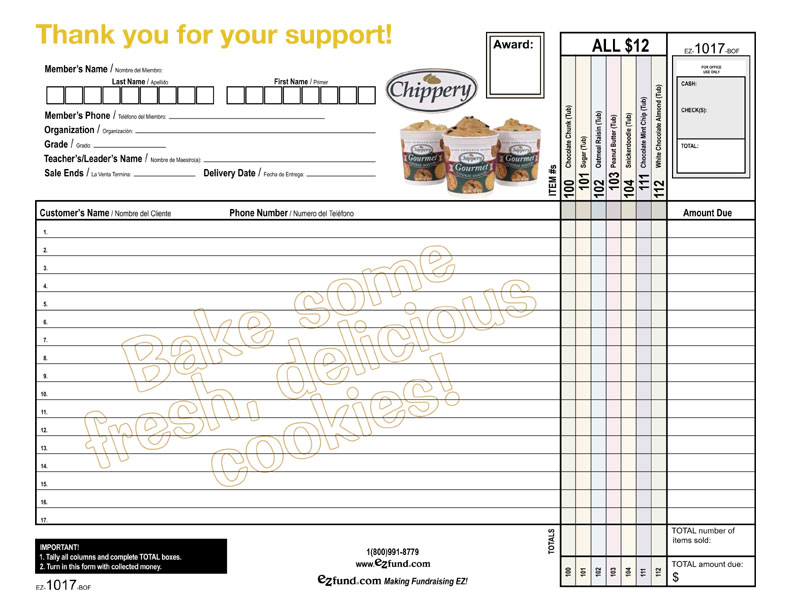 Thank you for your support!
Award:
ALL $12
EZ-1017-BOF
FOR OFFICE
USE ONLY
CASH:
CHECK(S):
TOTAL:
Member's Name / Nombre del Miembro:
Last Name / Apellido
First Name / Primer
Member's Phone / Teléfono del Miembro:
Organization / Organización:
Grade / Grado:
Teacher's/Leader's Name / Nombre de Maestro(a):
Sale Ends / La Venta Termina:
Delivery Date / Fecha de Entrega:
Chippery
Chippery
Gourmet
Chippery
Gourmet
Chippery
Gourmet
ITEM #s
100 Chocolate Chunk (Tub)
101 Sugar (Tub)
102 Oatmeal Raisin (Tub)
103 Peanut Butter (Tub)
104 Snickerdoodle (Tub)
111 Chocolate Mint Chip (Tub)
112 White Chocolate Almond (Tub)
Customer's Name / Nombre del Cliente
Phone Number / Numero del Teléfono
Amount Due
1.
2.
3.
4.
5.
6.
7.
8.
9.
10.
11.
12.
13.
14.
15.
16.
17.
Bake some
fresh, delicious
cookies!
IMPORTANT!
1. Tally all columns and complete TOTAL boxes.
2. Turn in this form with collected money.
EZ-1017-BOF
1(800)991-8779
www.ezfund.com
ezfund.com Making Fundraising EZ!
TOTALS
100
101
102
103
104
111
112
TOTAL number of
items sold:
TOTAL amount due:
$